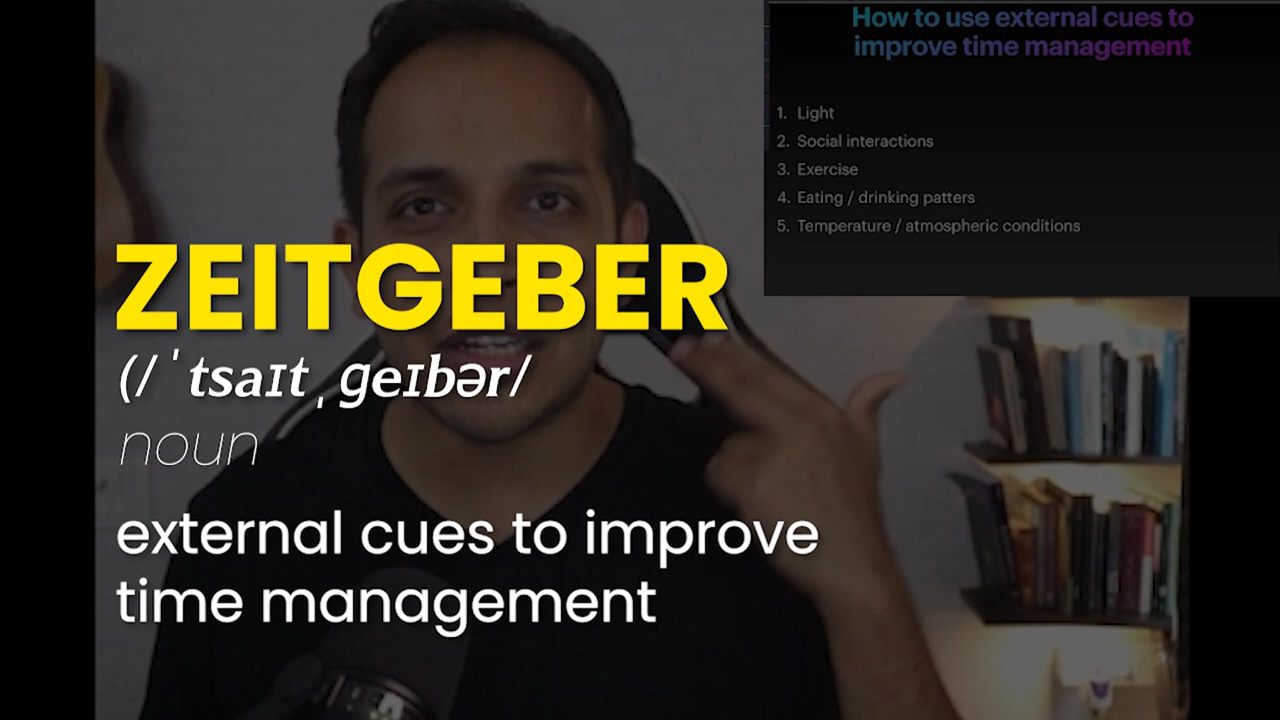 How to use external cues to
improve time management
1. Light
2. Social interactions
3. Exercise
4. Eating / drinking patters
5. Temperature / atmospheric conditions
ZEITGEBER
(/ˈtsaɪtˌɡeɪbər/
noun
external cues to improve
time management